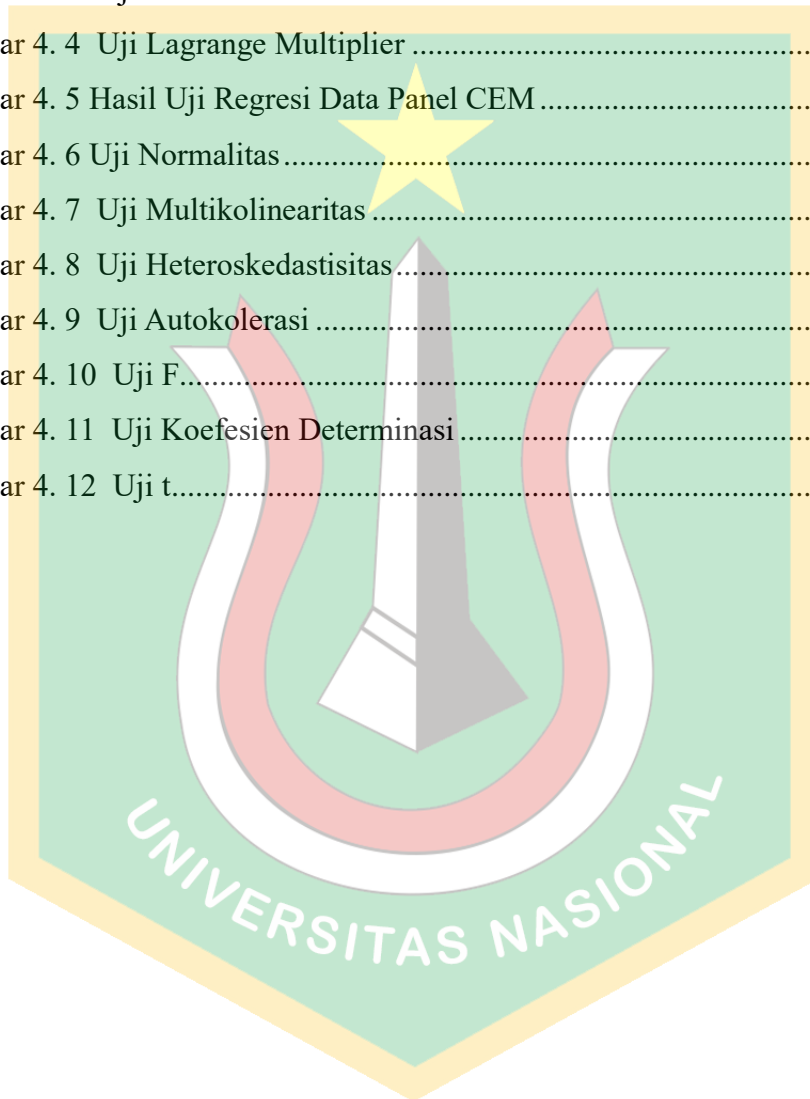 ar 4. 4 Uji Lagrange Multiplier ........................................................
ar 4. 5 Hasil Uji Regresi Data Panel CEM ......................................
ar 4. 6 Uji Normalitas........................................................................
ar 4. 7 Uji Multikolinearitas .............................................................
ar 4. 8 Uji Heteroskedastisitas..........................................................
ar 4. 9 Uji Autokolerasi ....................................................................
ar 4. 10 Uji F.....................................................................................
ar 4. 11 Uji Koefesien Determinasi ..................................................
ar 4. 12 Uji t......................................................................................
UNIVERSITAS NASIONAL